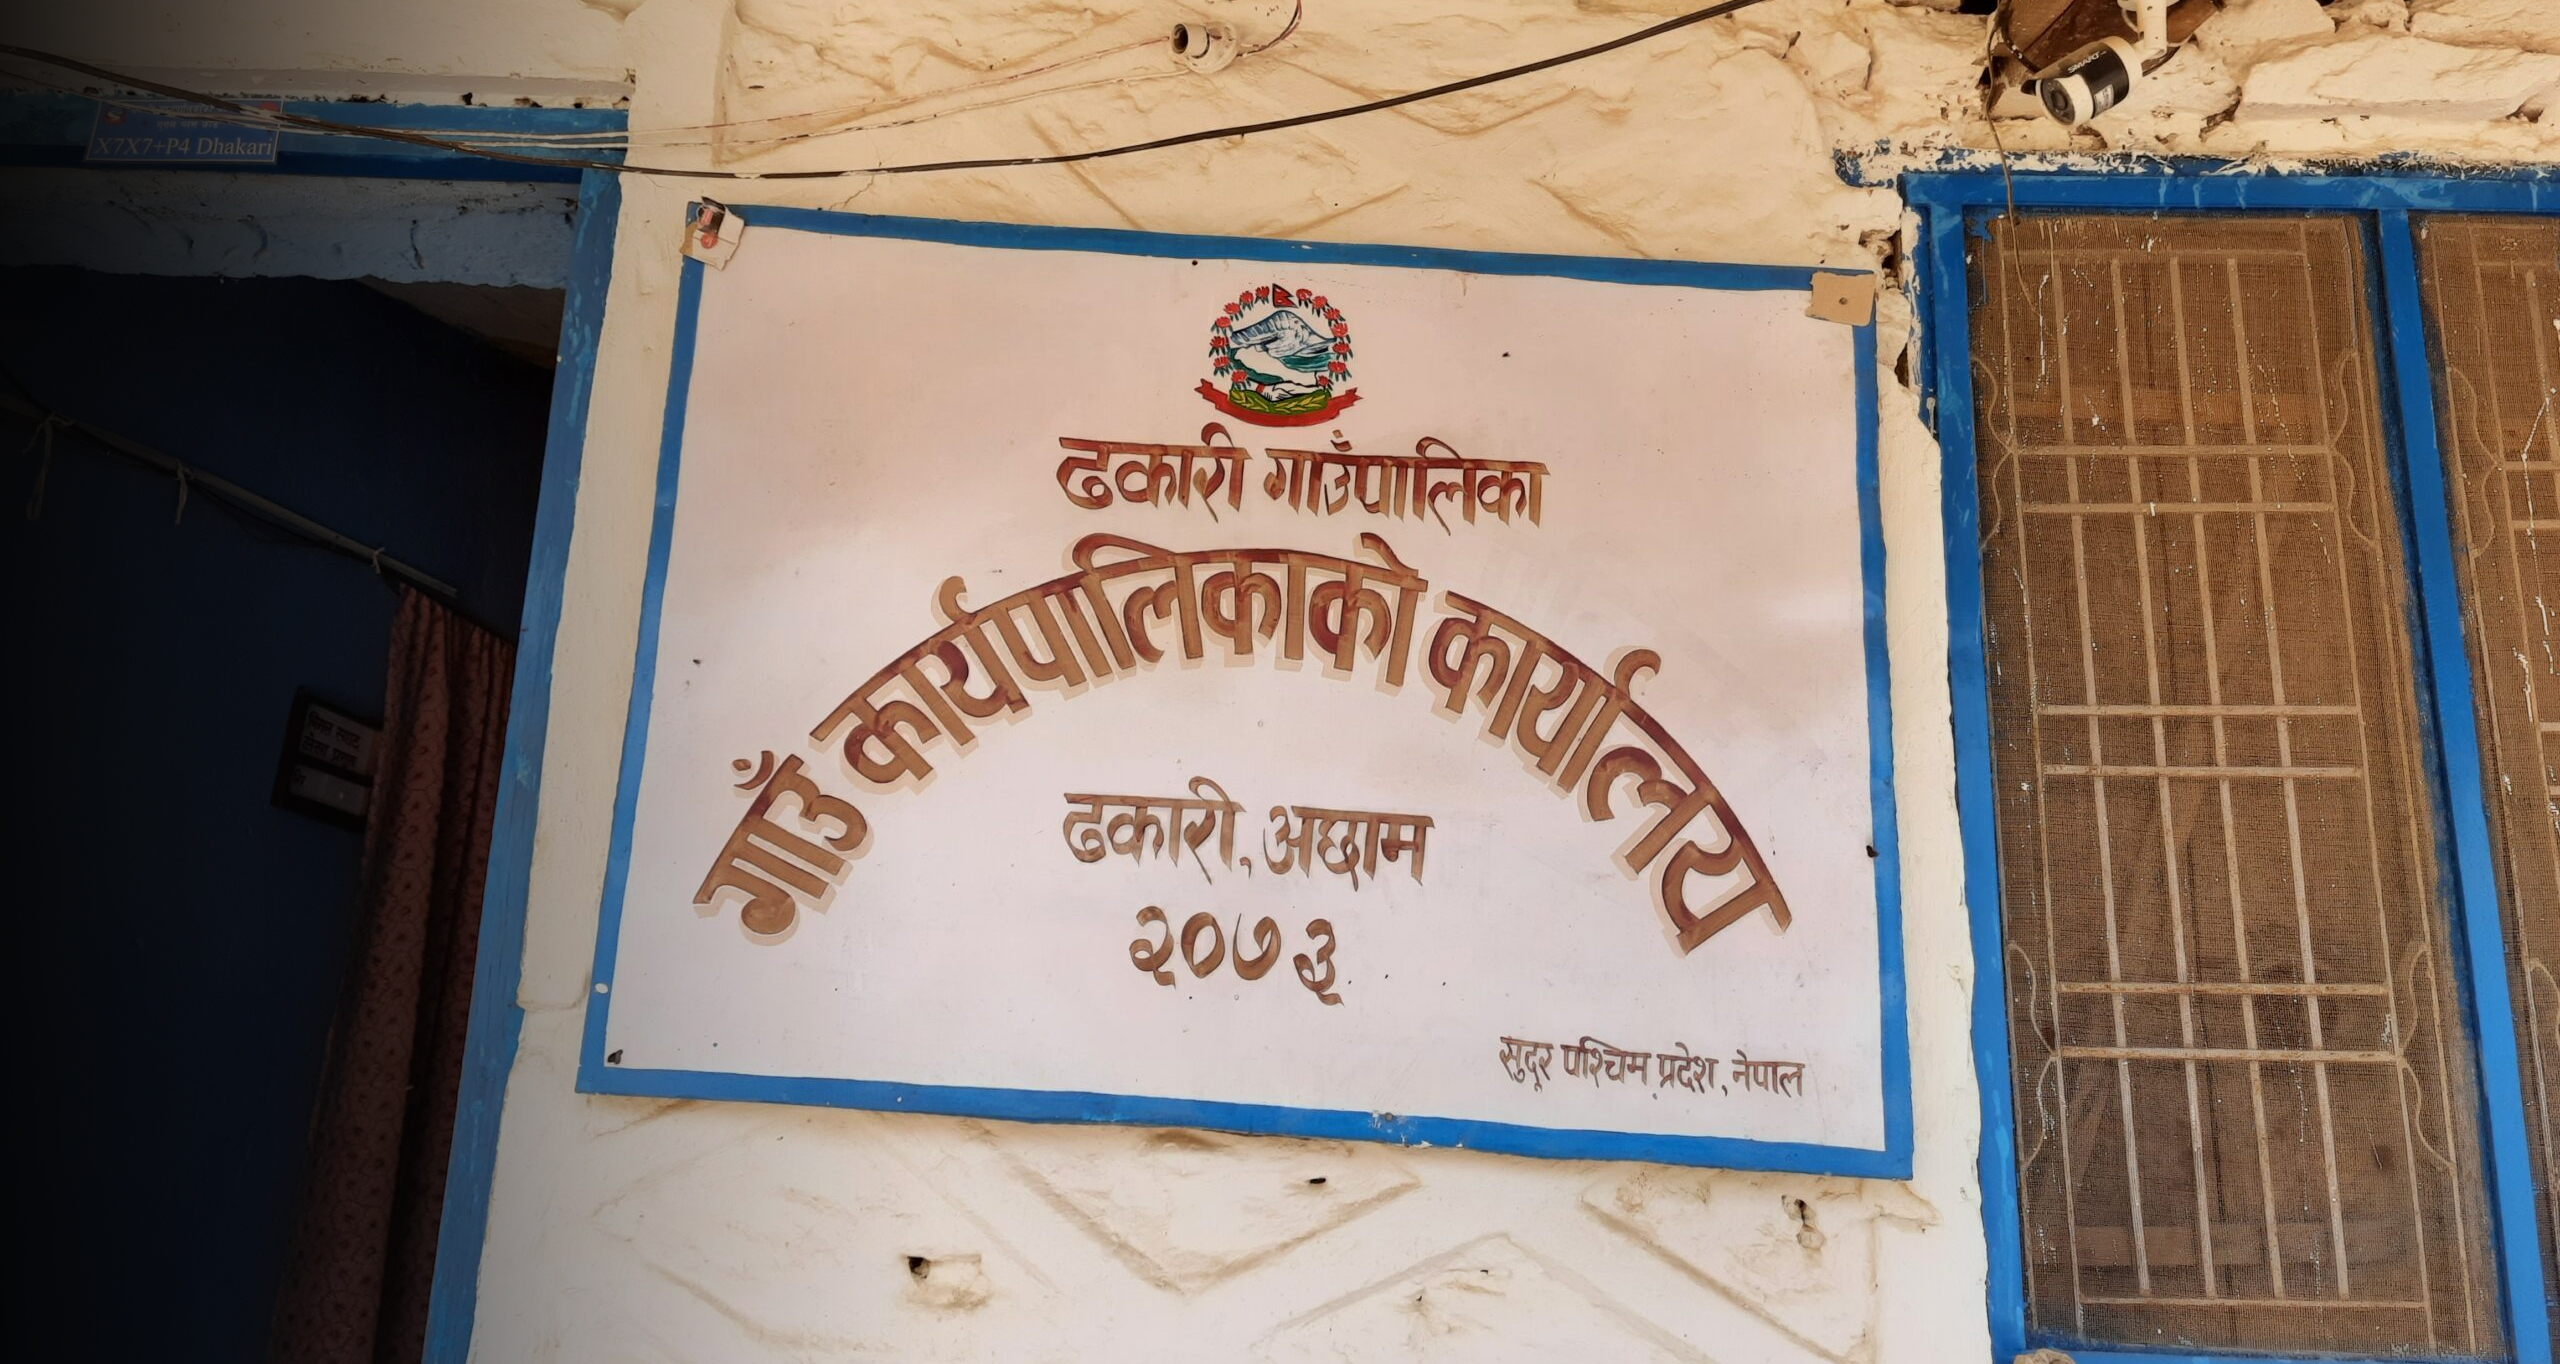 X7X7+P4 Dhakari
ढकारी गाउँपालिका
गाउँ कार्यपालिकाको कार्यालय
ढकारी, अछाम
२०७३
सुदूर पश्चिम प्रदेश, नेपाल